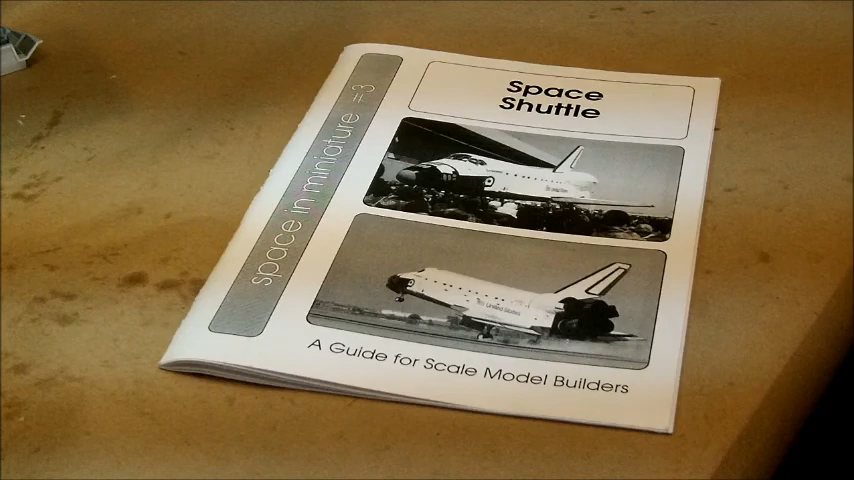 Space
Shuttle
space in miniature #3
A Guide for Scale Model Builders